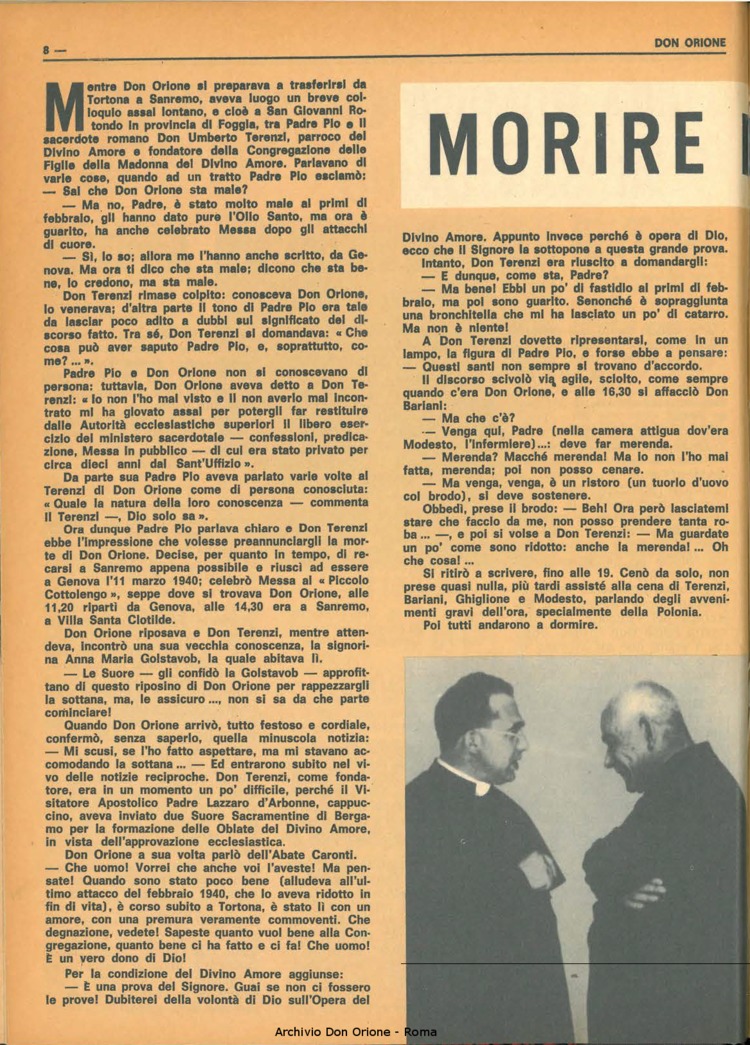 8 —
DON ORIONE
Mentre Don Orione si preparava a trasferirsi da
Tortona a Sanremo, aveva luogo un breve col-
loquio assai lontano, e cioè a San Giovanni Ro-
tondo in provincia di Foggia, tra Padre Pio e il
sacerdote romano Don Umberto Terenzi, parroco del
Divino Amore e fondatore della Congregazione delle
Figlie della Madonna del Divino Amore. Parlavano di
varie cose, quando ad un tratto Padre Pio esclamò:
— Sai che Don Orione sta male?
— Ma no, Padre, è stato molto male ai primi di
febbraio, gli hanno dato pure l'Olio Santo, ma ora è
guarito, ha anche celebrato Messa dopo gli attacchi
di cuore.
— Sì, lo so; allora me l'hanno anche scritto, da Ge-
nova. Ma ora ti dico che sta male; dicono che sta be-
ne, lo credono, ma sta male.
Don Terenzi rimase colpito: conosceva Don Orione,
lo venerava; d'altra parte il tono di Padre Pio era tale
da lasciar poco adito a dubbi sul significato del di-
scorso fatto. Tra sé, Don Terenzi si domandava: « Che
cosa può aver saputo Padre Pio, e, soprattutto, co-
me? ... ».
Padre Pio e Don Orione non si conoscevano di
persona: tuttavia, Don Orione aveva detto a Don Te-
renzi: « Io non l'ho mai visto e il non averlo mai incon-
trato mi ha giovato assai per potergli far restituire
dalle Autorità ecclesiastiche superiori il libero eser-
cizio del ministero sacerdotale — confessioni, predica-
zione, Messa in pubblico — di cui era stato privato per
circa dieci anni dal Sant'Uffizio ».
Da parte sua Padre Pio aveva parlato varie volte al
Terenzi di Don Orione come di persona conosciuta:
« Quale la natura della loro conoscenza — commenta
il Terenzi —, Dio solo sa ».
Ora dunque Padre Pio parlava chiaro e Don Terenzi
ebbe l'impressione che volesse preannunciargli la mor-
te di Don Orione. Decise, per quanto in tempo, di re-
carsi a Sanremo appena possibile e riuscì ad essere
a Genova l'11 marzo 1940; celebrò Messa al « Piccolo
Cottolengo », seppe dove si trovava Don Orione, alle
11,20 ripartì da Genova, alle 14,30 era a Sanremo,
a Villa Santa Clotilde.
Don Orione riposava e Don Terenzi, mentre atten-
deva, incontrò una sua vecchia conoscenza, la signori-
na Anna Maria Golstavob, la quale abitava lì.
— Le Suore — gli confidò la Golstavob — approfit-
tano di questo riposino di Don Orione per rappezzargli
la sottana, ma, le assicuro ..., non si sa da che parte
cominciare!
Quando Don Orione arrivò, tutto festoso e cordiale,
confermò, senza saperlo, quella minuscola notizia:
— Mi scusi, se l'ho fatto aspettare, ma mi stavano ac-
comodando la sottana ... — Ed entrarono subito nel vi-
vo delle notizie reciproche. Don Terenzi, come fonda-
tore, era in un momento un po' difficile, perché il Vi-
sitatore Apostolico Padre Lazzaro d'Arbonne, cappuc-
cino, aveva inviato due Suore Sacramentine di Berga-
mo per la formazione delle Oblate del Divino Amore,
in vista dell'approvazione ecclesiastica.
Don Orione a sua volta parlò dell'Abate Caronti.
— Che uomo! Vorrei che anche voi l'aveste! Ma pen-
sate! Quando sono stato poco bene (alludeva all'ul-
timo attacco del febbraio 1940, che lo aveva ridotto in
fin di vita), è corso subito a Tortona, è stato lì con un
amore, con una premura veramente commoventi. Che
degnazione, vedete! Sapeste quanto vuol bene alla Con-
gregazione, quanto bene ci ha fatto e ci fa! Che uomo!
È un vero dono di Dio!
Per la condizione del Divino Amore aggiunse:
— È una prova del Signore. Guai se non ci fossero
le prove! Dubiterei della volontà di Dio sull'Opera del
MORIRE
Divino Amore. Appunto invece perché è opera di Dio,
ecco che il Signore la sottopone a questa grande prova.
Intanto, Don Terenzi era riuscito a domandargli:
— E dunque, come sta, Padre?
— Ma bene! Ebbi un po' di fastidio ai primi di feb-
braio, ma poi sono guarito. Senonché è sopraggiunta
una bronchitella che mi ha lasciato un po' di catarro.
Ma non è niente!
A Don Terenzi dovette ripresentarsi, come in un
lampo, la figura di Padre Pio, e forse ebbe a pensare:
— Questi santi non sempre si trovano d'accordo.
Il discorso scivolò via, agile, sciolto, come sempre
quando c'era Don Orione, e alle 16,30 si affacciò Don
Bariani:
— Ma che c'è?
— Venga qui, Padre (nella camera attigua dov'era
Modesto, l'infermiere)...: deve far merenda.
— Merenda? Macché merenda! Ma io non l'ho mai
fatta, merenda; poi non posso cenare.
— Ma venga, venga, è un ristoro (un tuorlo d'uovo
col brodo), si deve sostenere.
Obbedì, prese il brodo: — Beh! Ora però lasciatemi
stare che faccio da me, non posso prendere tanta ro-
ba ... —, e poi si volse a Don Terenzi: — Ma guardate
un po' come sono ridotto: anche la merenda! ... Oh
che cosa! ...
Si ritirò a scrivere, fino alle 19. Cenò da solo, non
prese quasi nulla, più tardi assisté alla cena di Terenzi,
Bariani, Ghiglione e Modesto, parlando degli avveni-
menti gravi dell'ora, specialmente della Polonia.
Poi tutti andarono a dormire.
Archivio Don Orione - Roma